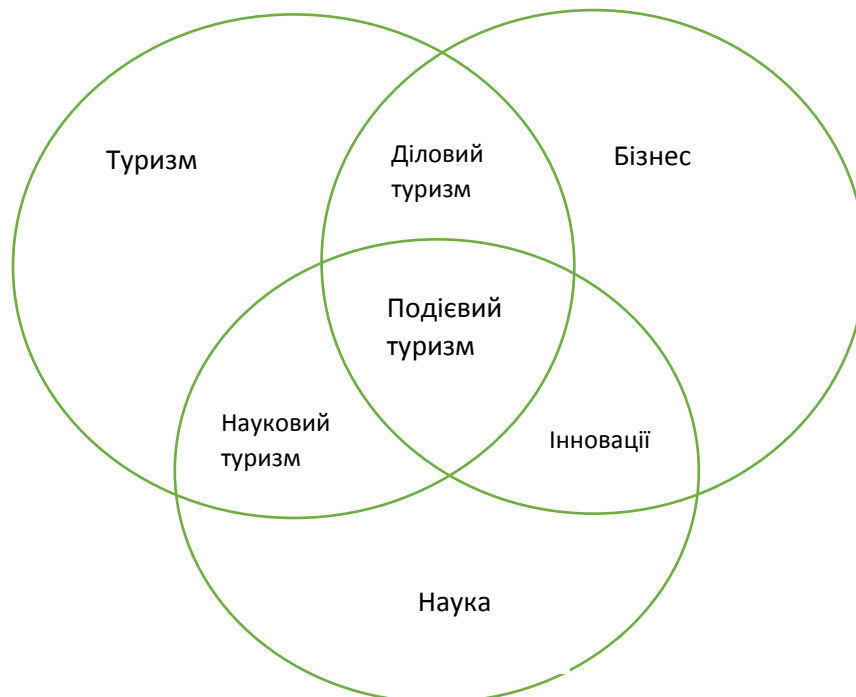 Туризм
Діловий
туризм
Бізнес
Подієвий
туризм
Науковий
туризм
Інновації
Наука